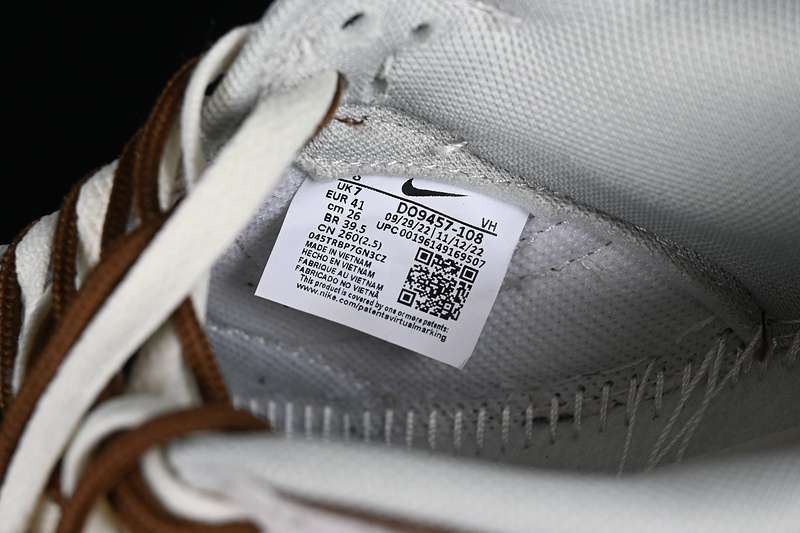 UK 7
EUR 41
cm 26
BR 39.5
CN 260(2.5)
DO9457-108 VH
09/29/22 11/12/22
UPC 00196149169507
045TRBP7GN3CZ
MADE IN VIETNAM
HECHO EN VIETNAM
FABRIQUE AU VIETNAM
FABRICADO NO VIETNÃ
This product is covered by one or more patents:
www.nike.com/patentsvirtualmarking